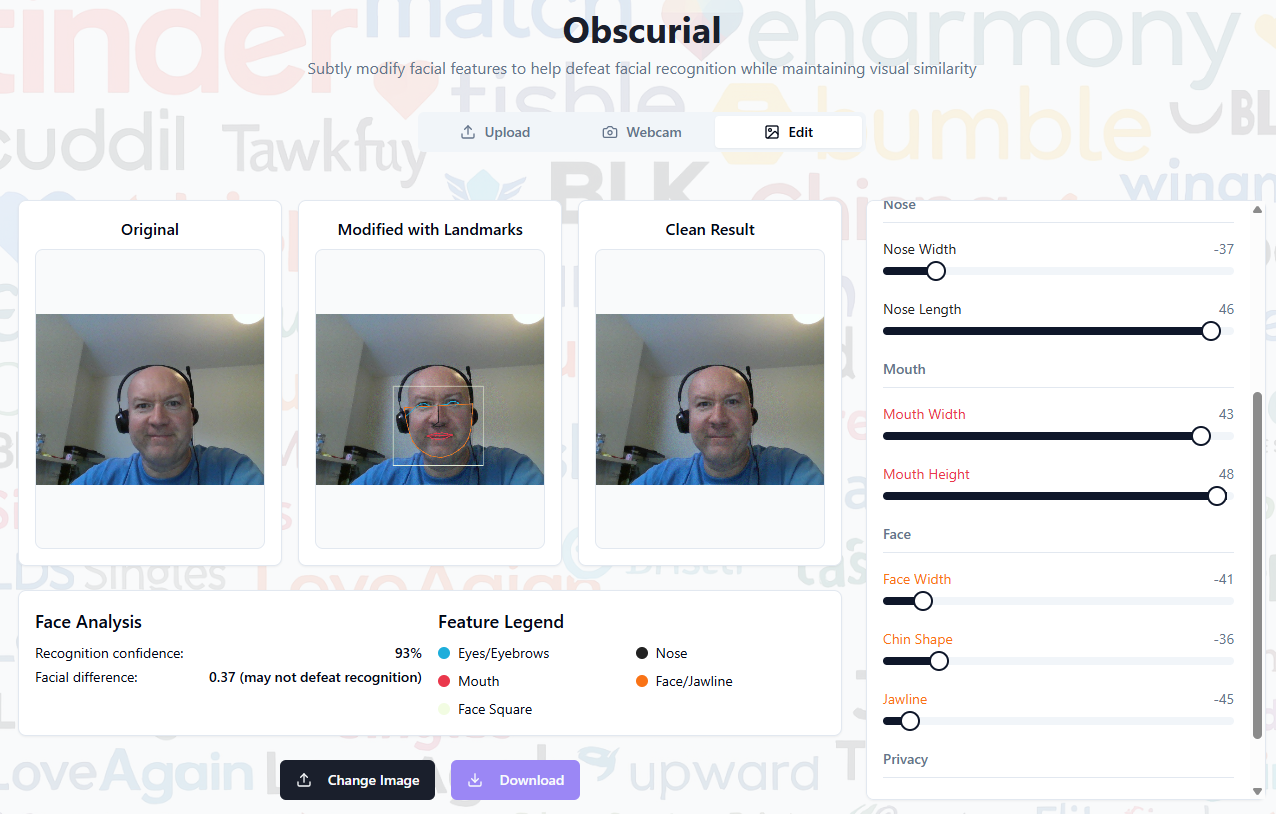 tinder
match
eharmony
Obscurial
Subtly modify facial features to help defeat facial recognition while maintaining visual similarity
bumble
cuddil
Tawkfuy
Upload
Webcam
Edit
BLK
Original
Modified with Landmarks
Clean Result
Nose
Nose Width
-37
Nose Length
46
Mouth
Mouth Width
43
Mouth Height
48
Face
Face Width
-41
Chin Shape
-36
Jawline
-45
Privacy
Singles
LoveAgian
Face Analysis
Recognition confidence:
93%
Facial difference:
0.37 (may not defeat recognition)
Feature Legend
Eyes/Eyebrows
Nose
Mouth
Face/Jawline
Face Square
LoveAgain
upward
Change Image
Download